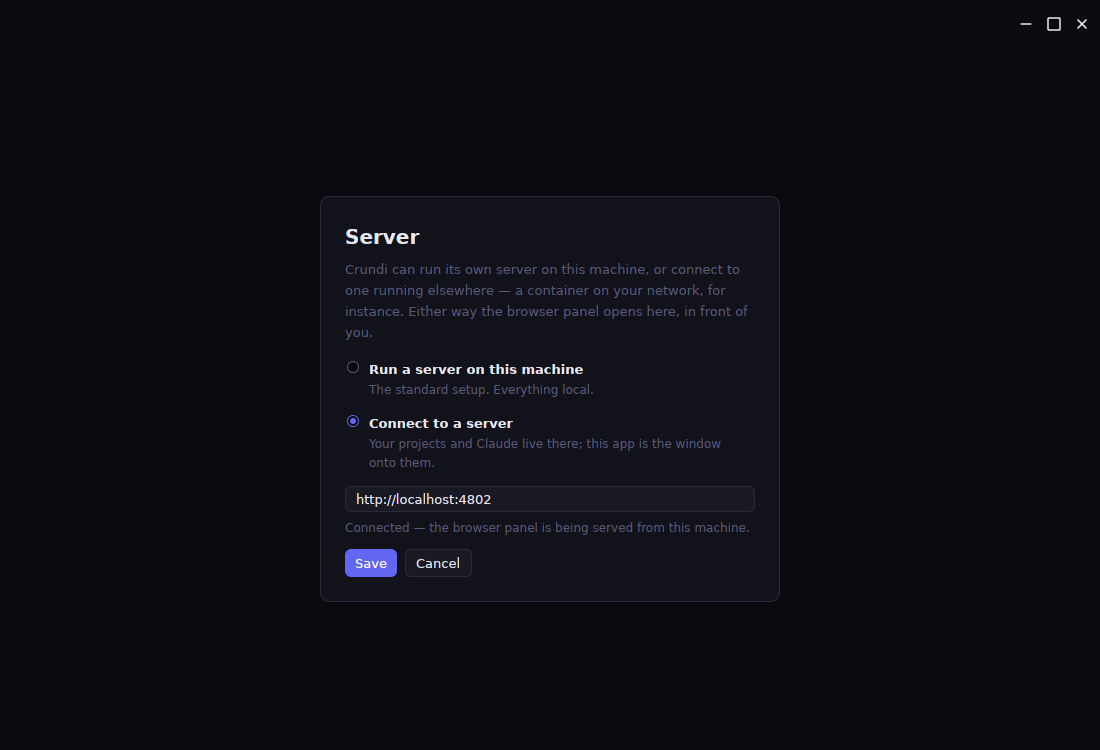 Server
Crundi can run its own server on this machine, or connect to
one running elsewhere — a container on your network, for
instance. Either way the browser panel opens here, in front of
you.
Run a server on this machine
The standard setup. Everything local.
Connect to a server
Your projects and Claude live there; this app is the window
onto them.
http://localhost:4802
Connected — the browser panel is being served from this machine.
Save Cancel